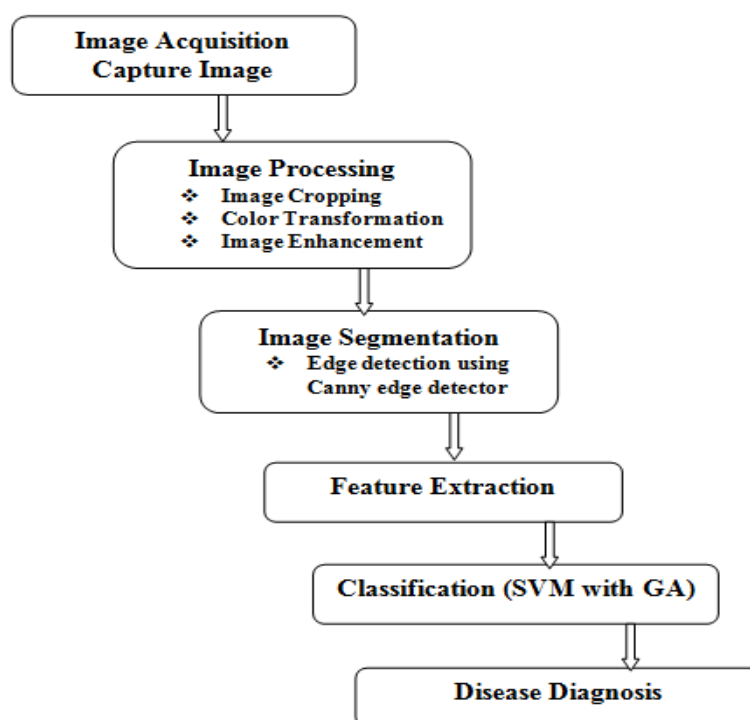 Image Acquisition
Capture Image
Image Processing
❖ Image Cropping
❖ Color Transformation
❖ Image Enhancement
Image Segmentation
❖ Edge detection using
Canny edge detector
Feature Extraction
Classification (SVM with GA)
Disease Diagnosis